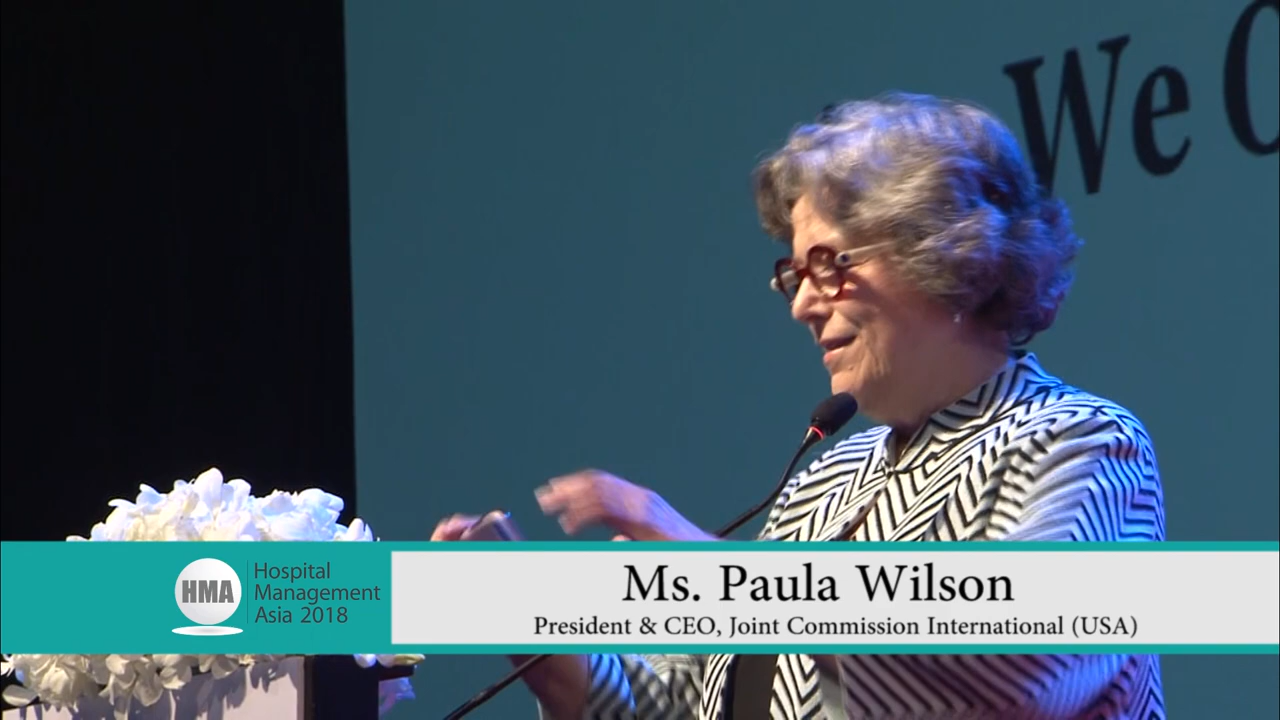 We
HMA
Hospital
Management
Asia 2018
Ms. Paula Wilson
President & CEO, Joint Commission International (USA)